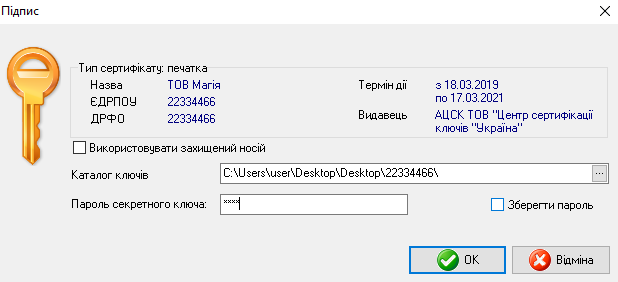 Підпис
Тип сертифікату: печатка
Назва ТОВ Магія
ЄДРПОУ 22334466
ДРФО 22334466
Термін дії з 18.03.2019
по 17.03.2021
Видавець АЦСК ТОВ "Центр сертифікації
ключів "Україна"
Використовувати захищений носій
Каталог ключів C:\Users\user\Desktop\Desktop\22334466\ ...
Пароль секретного ключа: **** Зберегти пароль
OK Відміна